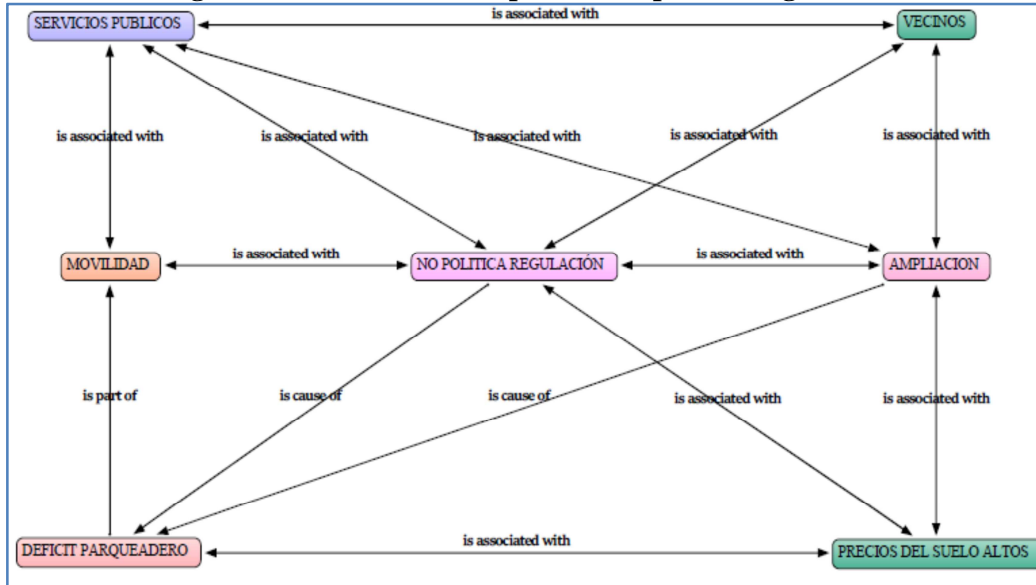 SERVICIOS PUBLICOS
is associated with
VECINOS
is associated with
is associated with
is associated with
is associated with
is associated with
MOVILIDAD
is associated with
NO POLITICA REGULACIÓN
is associated with
AMPLIACION
is part of
is cause of
is cause of
is associated with
is associated with
DEFICIT PARQUEADERO
is associated with
PRECIOS DEL SUELO ALTOS